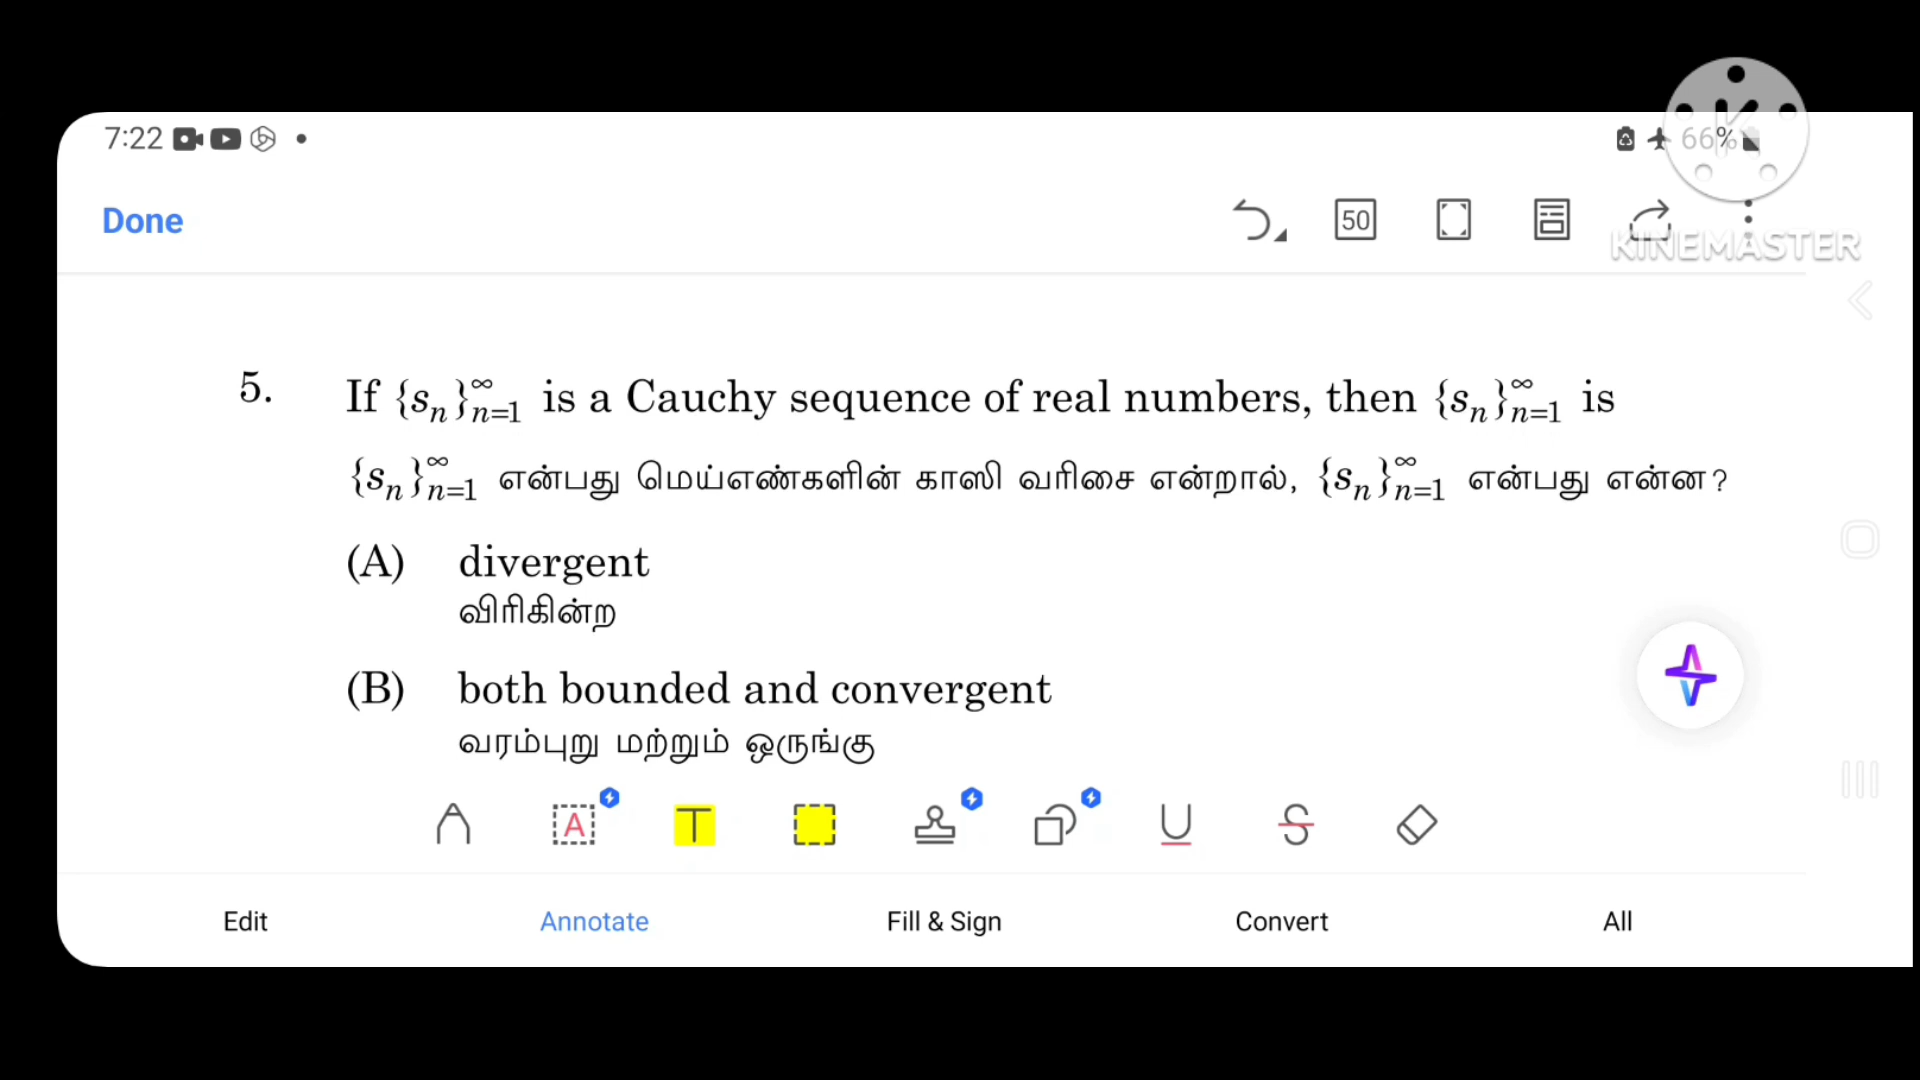 7:22
66%
Done
50
KINEMASTER
5. If {sₙ}∞ₙ₌₁ is a Cauchy sequence of real numbers, then {sₙ}∞ₙ₌₁ is
{sₙ}∞ₙ₌₁ என்பது மெய்எண்களின் காஸி வரிசை என்றால், {sₙ}∞ₙ₌₁ என்பது என்ன?
(A) divergent
விரிகின்ற
(B) both bounded and convergent
வரம்புறு மற்றும் ஒருங்கு
Edit Annotate Fill & Sign Convert All